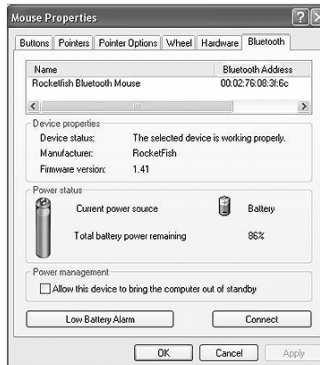 Mouse Properties
Buttons Pointers Pointer Options Wheel Hardware Bluetooth
Name Bluetooth Address
Rocketfish Bluetooth Mouse 00:02:76:08:3f:6c
Device properties
Device status: The selected device is working properly.
Manufacturer: RocketFish
Firmware version: 1.41
Power status
Current power source Battery
Total battery power remaining 86%
Power management
Allow this device to bring the computer out of standby
Low Battery Alarm Connect
OK Cancel Apply